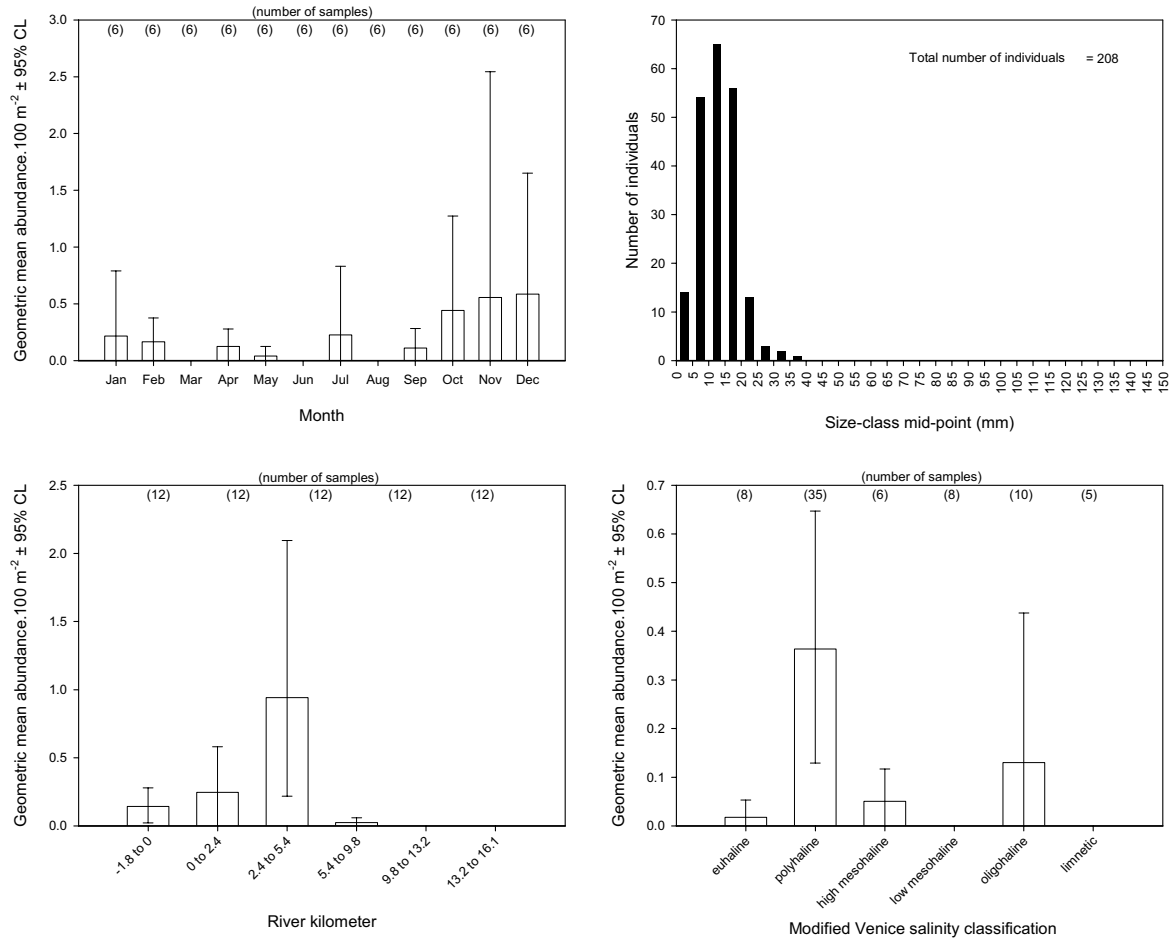 (number of samples)
(6) (6) (6) (6) (6) (6) (6) (6) (6) (6) (6) (6)
3.0
2.5
2.0
1.5
1.0
0.5
0.0
Geometric mean abundance.100 m⁻² ± 95% CL
Jan Feb Mar Apr May Jun Jul Aug Sep Oct Nov Dec
Month
70
60
50
40
30
20
10
0
Number of individuals
Total number of individuals = 208
0 5 10 15 20 25 30 35 40 45 50 55 60 65 70 75 80 85 90 95 100 105 110 115 120 125 130 135 140 145 150
Size-class mid-point (mm)
(number of samples)
(12) (12) (12) (12) (12)
2.5
2.0
1.5
1.0
0.5
0.0
Geometric mean abundance.100 m⁻² ± 95% CL
-1.8 to 0 0 to 2.4 2.4 to 5.4 5.4 to 9.8 9.8 to 13.2 13.2 to 16.1
River kilometer
(number of samples)
(8) (35) (6) (8) (10) (5)
0.7
0.6
0.5
0.4
0.3
0.2
0.1
0.0
Geometric mean abundance.100 m⁻² ± 95% CL
euhaline polyhaline high mesohaline low mesohaline oligohaline limnetic
Modified Venice salinity classification